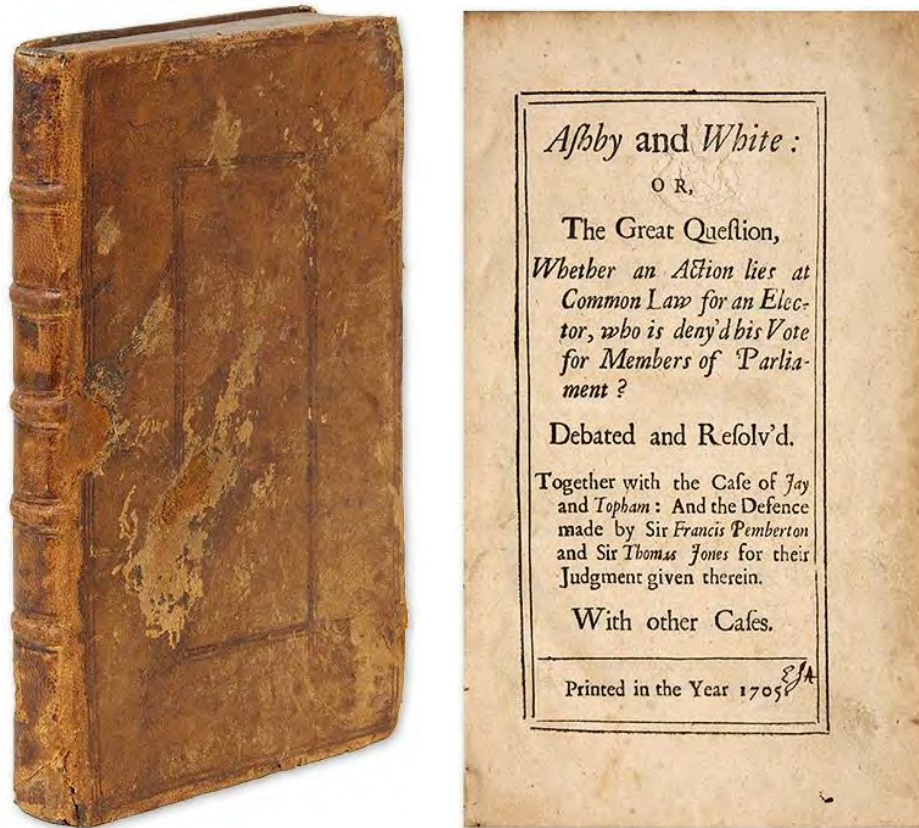 Aſhby and White :
OR,
The Great Queſtion,
Whether an Action lies at
Common Law for an Elec-
tor, who is deny'd his Vote
for Members of Parlia-
ment ?
Debated and Reſolv'd.
Together with the Caſe of Jay
and Topham : And the Defence
made by Sir Francis Pemberton
and Sir Thomas Jones for their
Judgment given therein.
With other Caſes.
Printed in the Year 1705